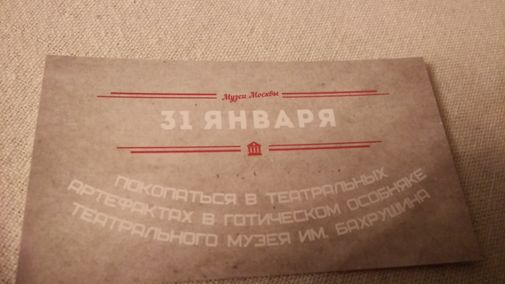 Музеи Москвы
31 ЯНВАРЯ
ПОКОПАТЬСЯ В ТЕАТРАЛЬНЫХ
АРТЕФАКТАХ В ГОТИЧЕСКОМ ОСОБНЯКЕ
ТЕАТРАЛЬНОГО МУЗЕЯ ИМ. БАХРУШИНА